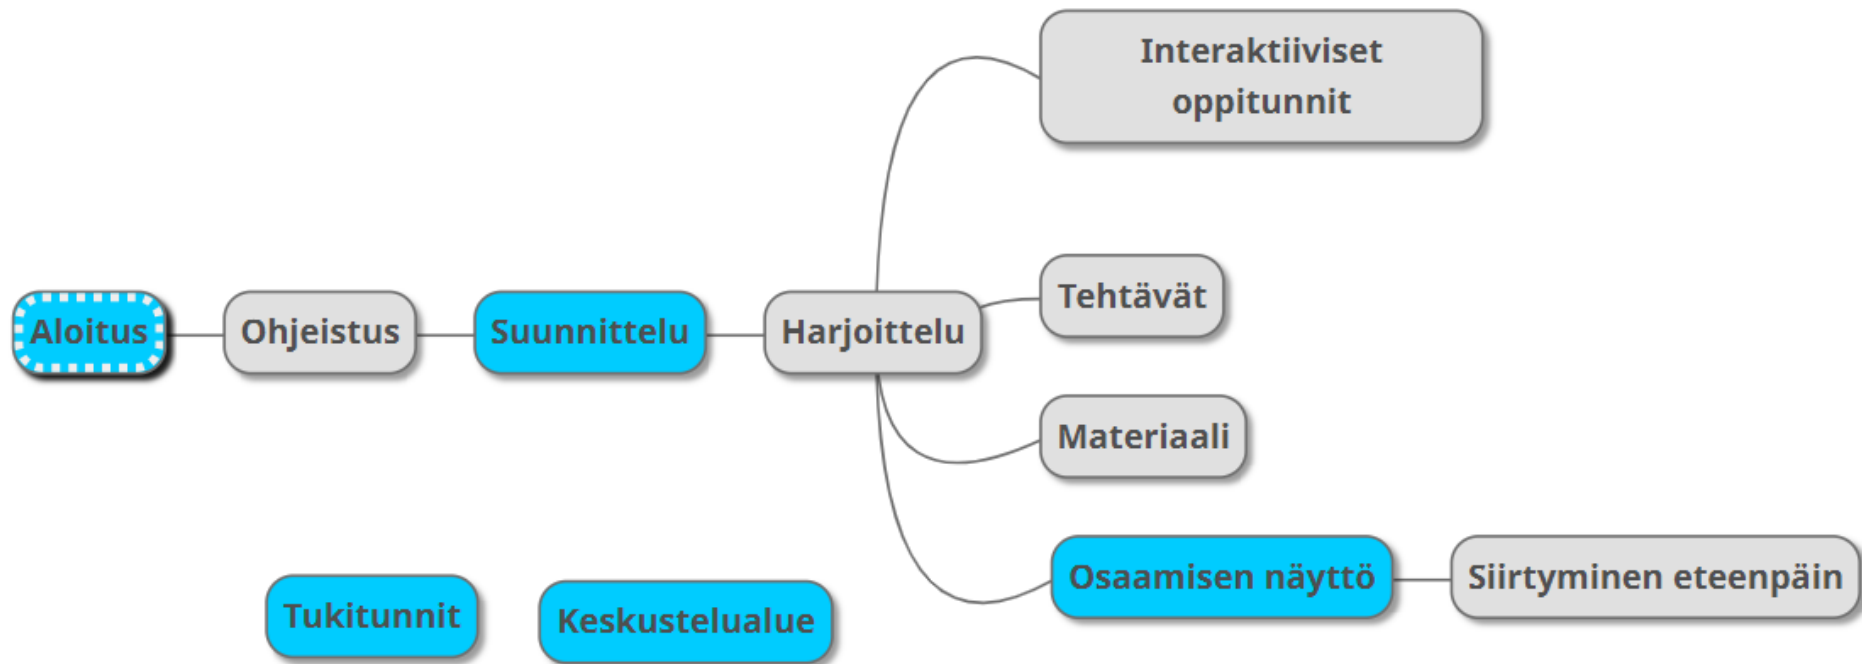 Interaktiiviset
oppitunnit
Aloitus
Ohjeistus
Suunnittelu
Harjoittelu
Tehtävät
Materiaali
Osaamisen näyttö
Siirtyminen eteenpäin
Tukitunnit
Keskustelualue